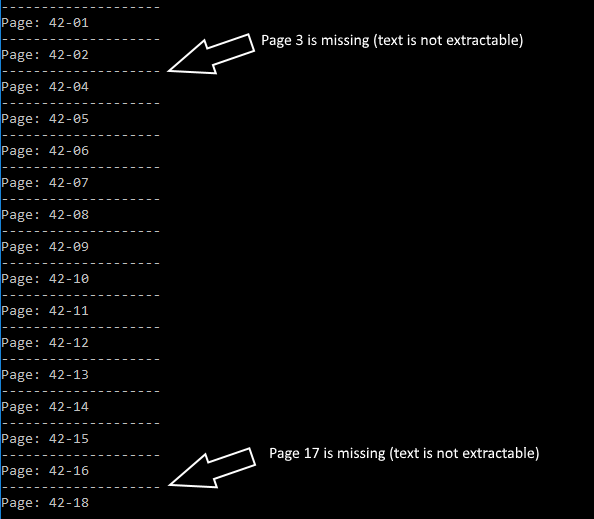 --------------------
Page: 42-01
--------------------
Page: 42-02
Page 3 is missing (text is not extractable)
--------------------
Page: 42-04
--------------------
Page: 42-05
--------------------
Page: 42-06
--------------------
Page: 42-07
--------------------
Page: 42-08
--------------------
Page: 42-09
--------------------
Page: 42-10
--------------------
Page: 42-11
--------------------
Page: 42-12
--------------------
Page: 42-13
--------------------
Page: 42-14
--------------------
Page: 42-15
--------------------
Page 17 is missing (text is not extractable)
Page: 42-16
--------------------
Page: 42-18